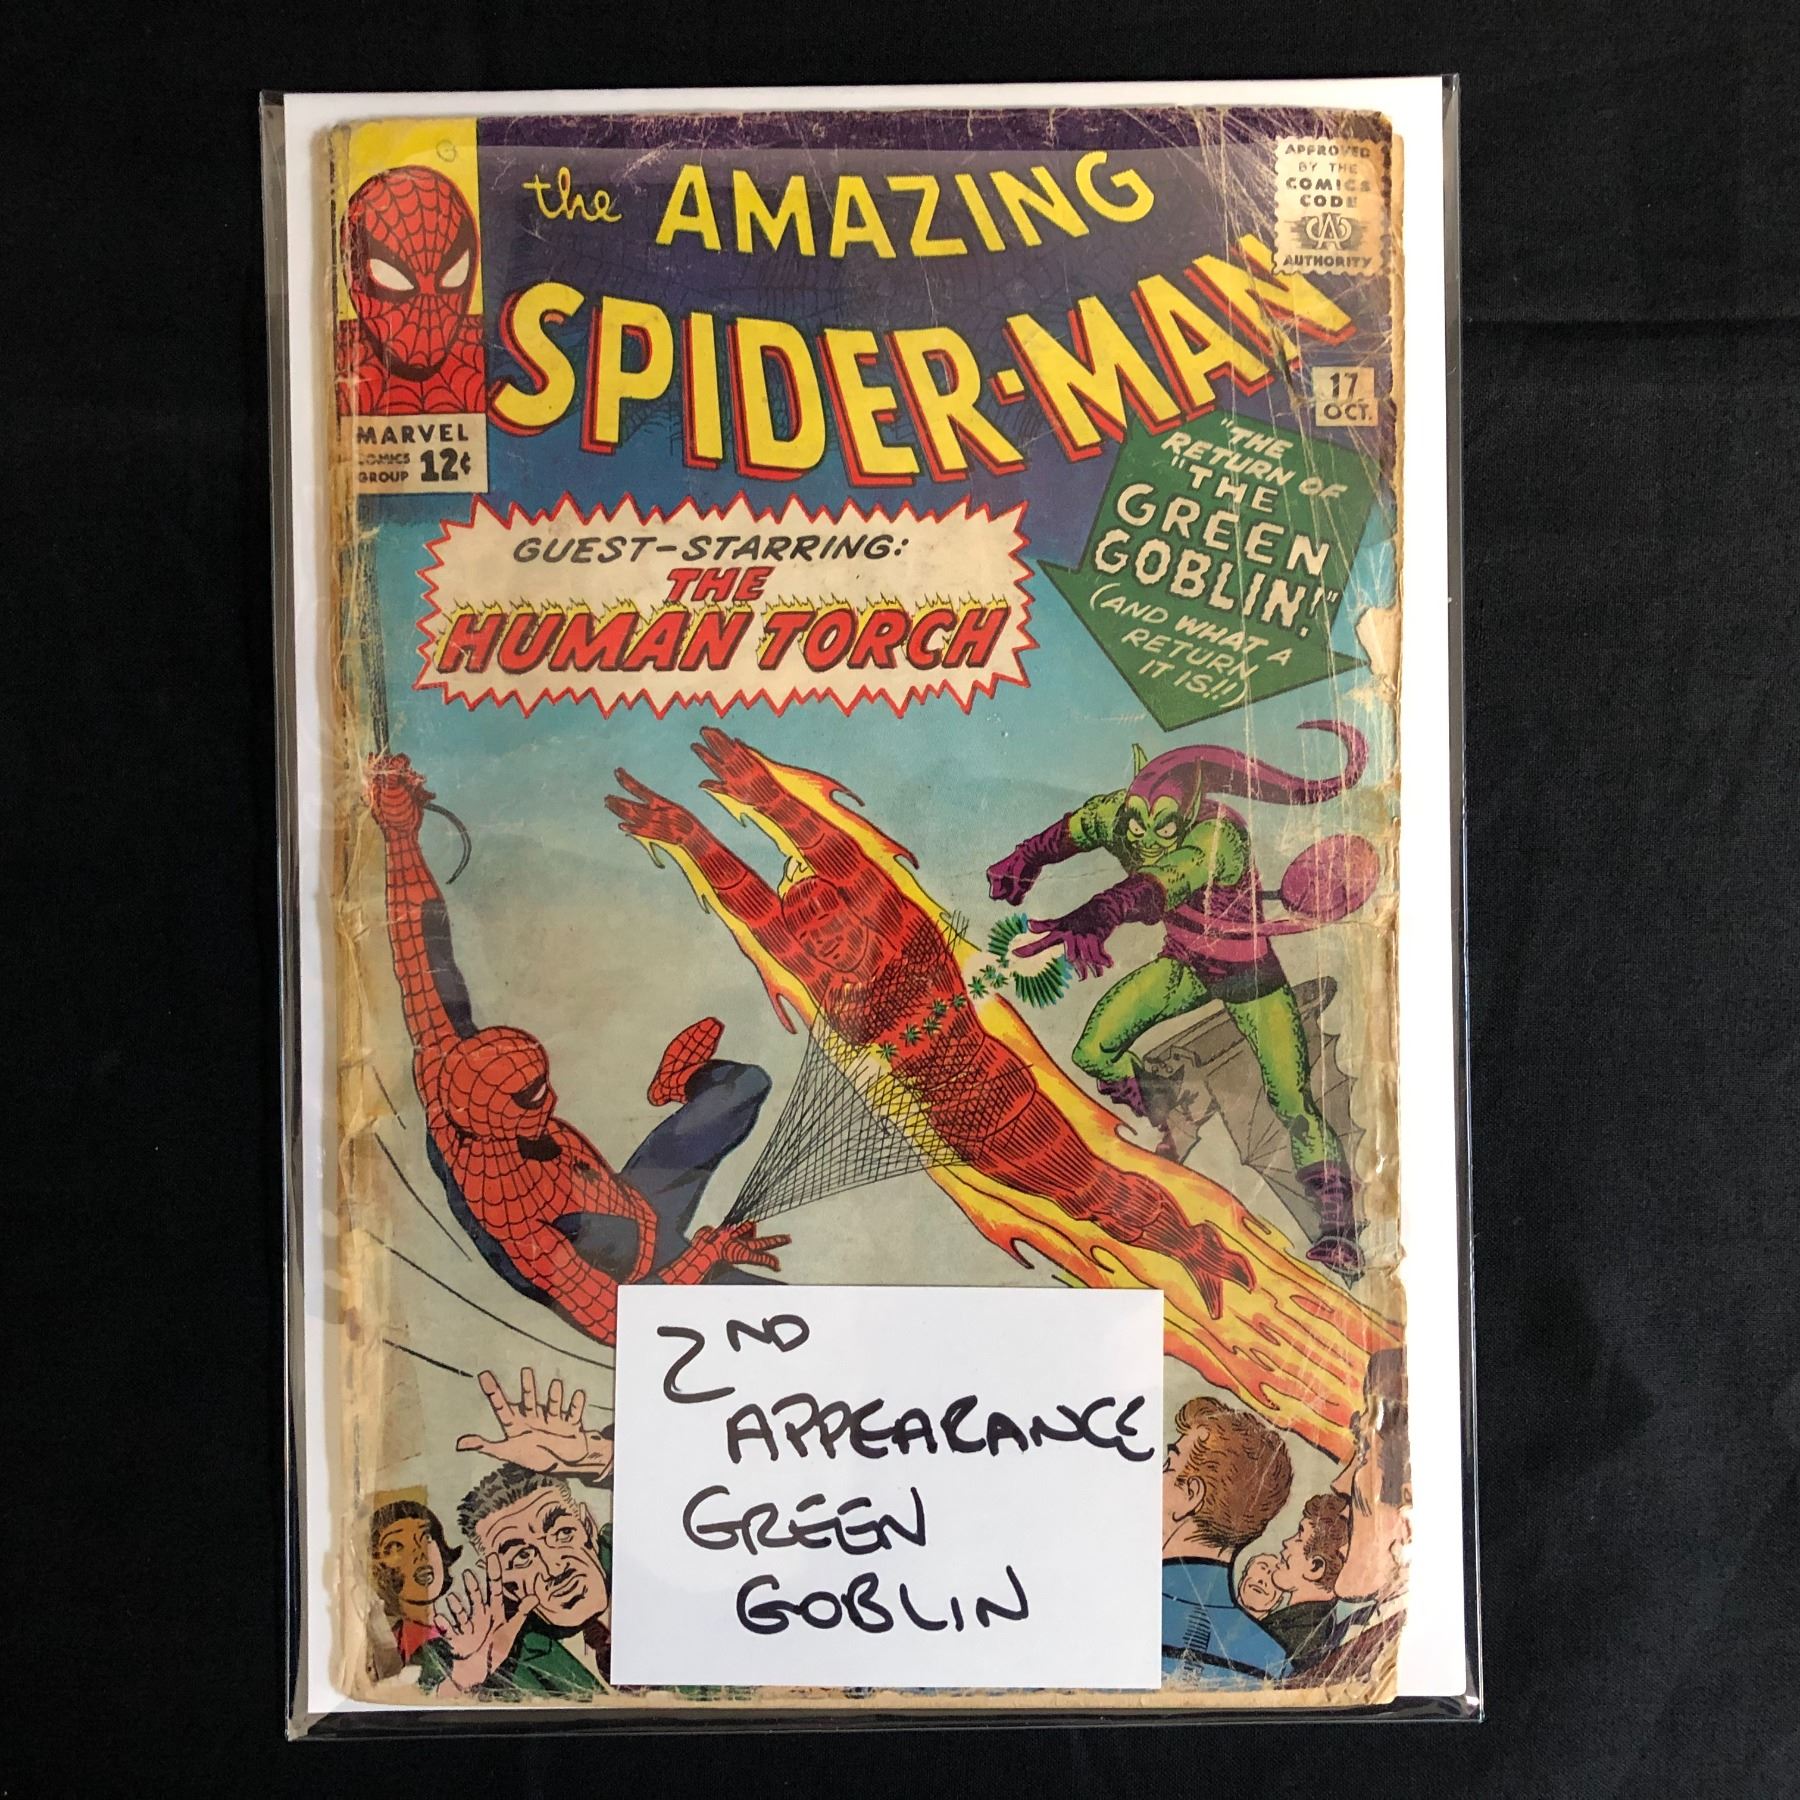 the AMAZING
SPIDER-MAN
APPROVED
BY THE
COMICS
CODE
CA
AUTHORITY
17
OCT.
MARVEL
COMICS
GROUP 12¢
"THE
RETURN OF
"THE
GREEN
GOBLIN!"
(AND WHAT A
RETURN
IT IS!!)
GUEST-STARRING:
THE
HUMAN TORCH
2ND
APPEARANCE
GREEN
GOBLIN